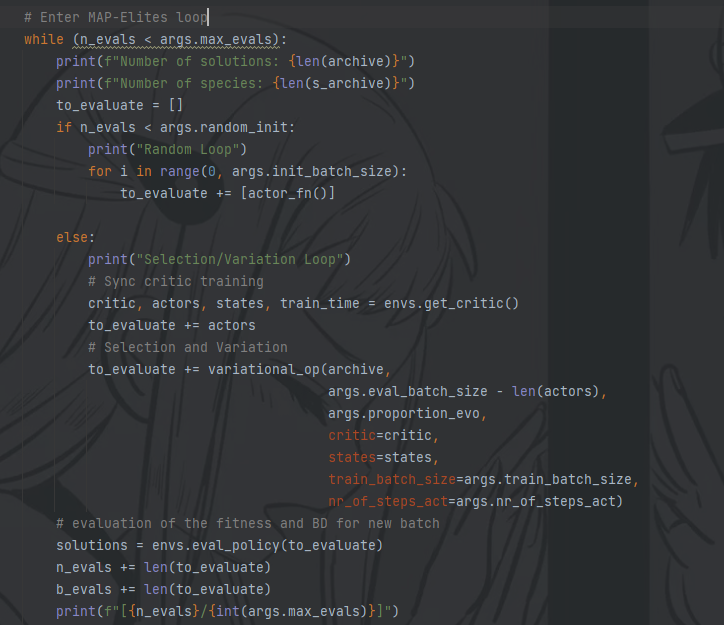 # Enter MAP-Elites loop
while (n_evals < args.max_evals):
    print(f"Number of solutions: {len(archive)}")
    print(f"Number of species: {len(s_archive)}")
    to_evaluate = []
    if n_evals < args.random_init:
        print("Random Loop")
        for i in range(0, args.init_batch_size):
            to_evaluate += [actor_fn()]

    else:
        print("Selection/Variation Loop")
        # Sync critic training
        critic, actors, states, train_time = envs.get_critic()
        to_evaluate += actors
        # Selection and Variation
        to_evaluate += variational_op(archive,
                                      args.eval_batch_size - len(actors),
                                      args.proportion_evo,
                                      critic=critic,
                                      states=states,
                                      train_batch_size=args.train_batch_size,
                                      nr_of_steps_act=args.nr_of_steps_act)
    # evaluation of the fitness and BD for new batch
    solutions = envs.eval_policy(to_evaluate)
    n_evals += len(to_evaluate)
    b_evals += len(to_evaluate)
    print(f"[{n_evals}/{int(args.max_evals)}]")